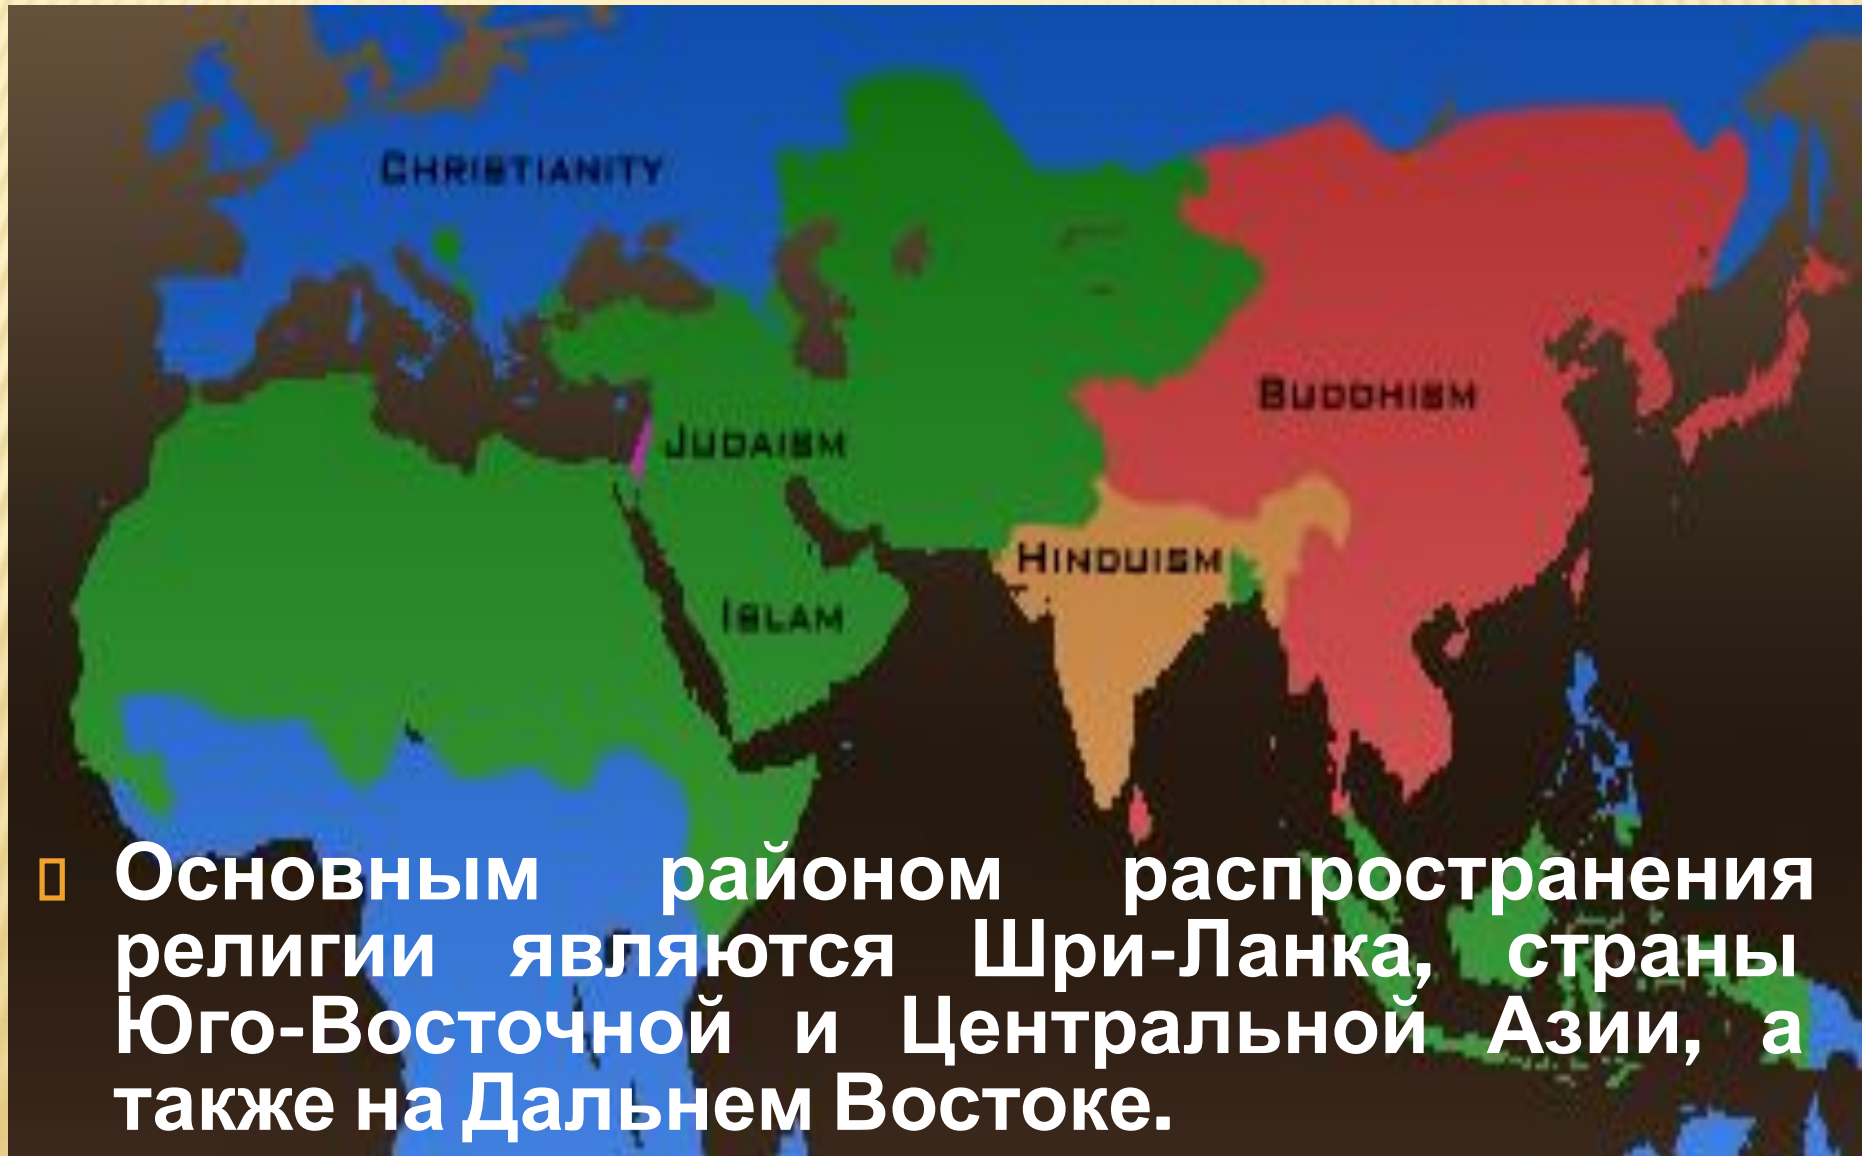 CHRISTIANITY
BUDDHISM
JUDAISM
HINDUISM
ISLAM
Основным районом распространения
религии являются Шри-Ланка, страны
Юго-Восточной и Центральной Азии, а
также на Дальнем Востоке.